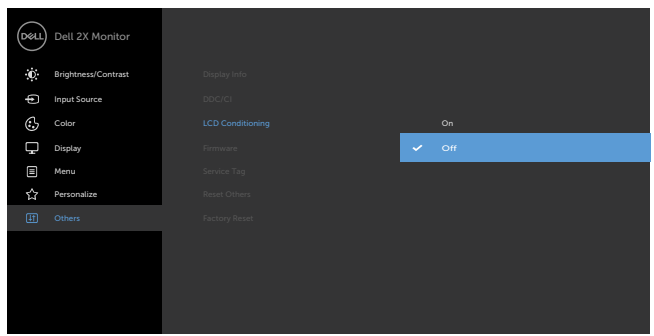 DELL
Dell 2X Monitor
Brightness/Contrast
Input Source
Color
Display
Menu
Personalize
Others
Display Info
DDC/CI
LCD Conditioning
Firmware
Service Tag
Reset Others
Factory Reset
On
Off